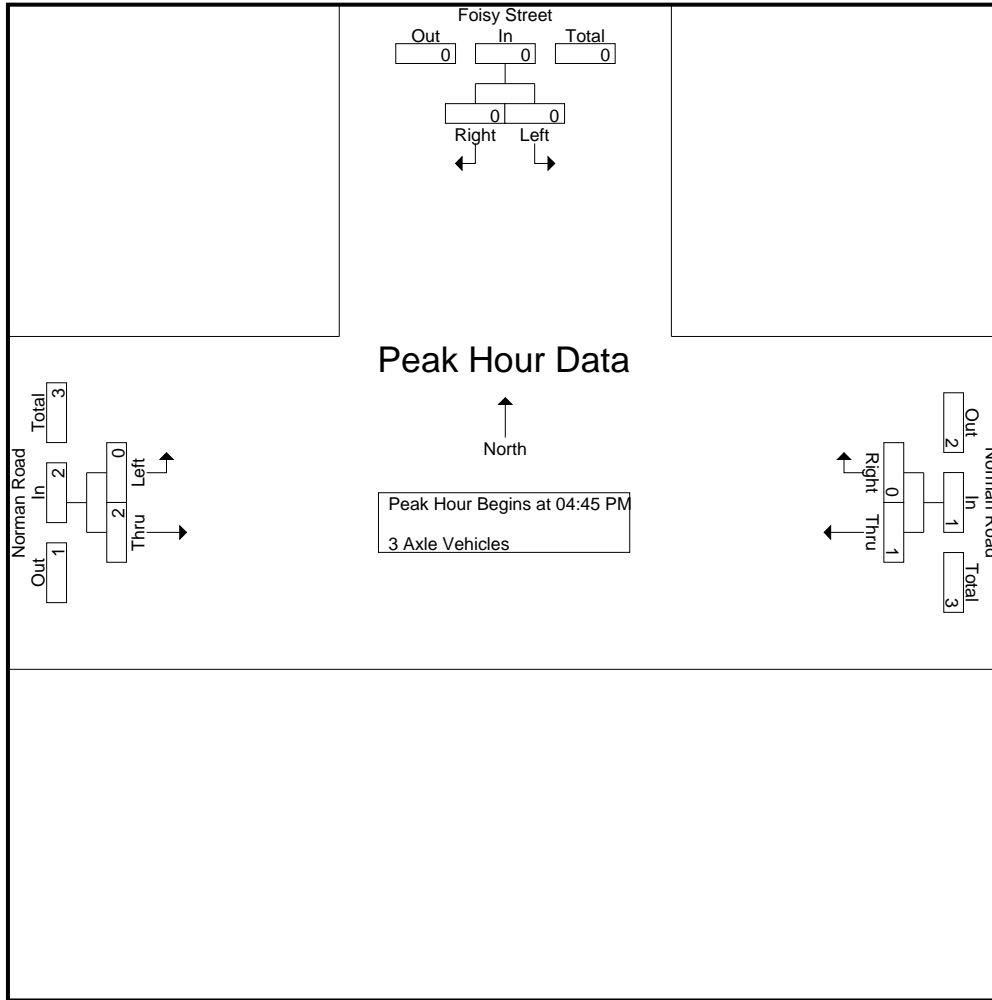 Foisy Street
Out In Total
0 0 0
0 0
Right Left
Peak Hour Data
North
Peak Hour Begins at 04:45 PM
3 Axle Vehicles
Norman Road
Out In Total
1 2 3
2 0
Thru Left
Norman Road
Out In Total
2 1 3
0 1
Right Thru